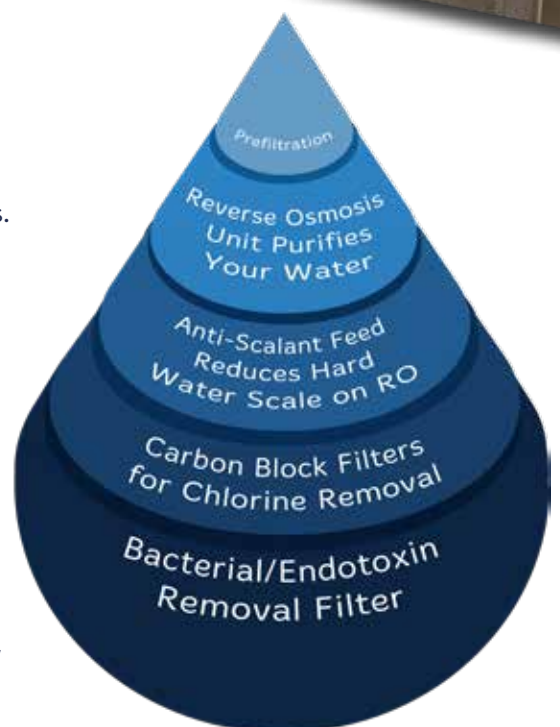 s.
Prefiltration
Reverse Osmosis
Unit Purifies
Your Water
Anti-Scalant Feed
Reduces Hard
Water Scale on RO
Carbon Block Filters
for Chlorine Removal
Bacterial/Endotoxin
Removal Filter